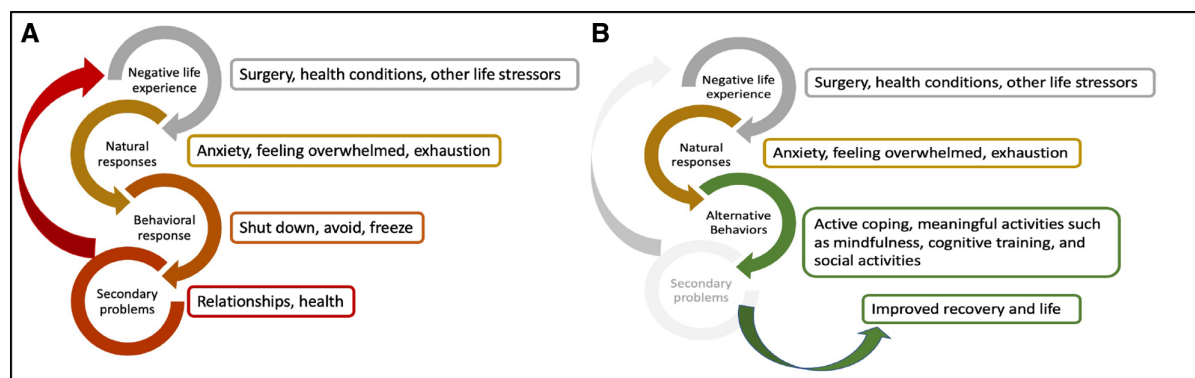 A
Negative life
experience
Surgery, health conditions, other life stressors
Natural
responses
Anxiety, feeling overwhelmed, exhaustion
Behavioral
response
Shut down, avoid, freeze
Secondary
problems
Relationships, health
B
Negative life
experience
Surgery, health conditions, other life stressors
Natural
responses
Anxiety, feeling overwhelmed, exhaustion
Alternative
Behaviors
Active coping, meaningful activities such
as mindfulness, cognitive training, and
social activities
Secondary
problems
Improved recovery and life